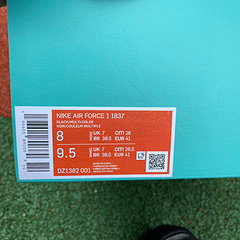 NIKE AIR FORCE 1 1837
BLACK/MULTI-COLOR
NOIR/COULEUR MULTIPLE
8 UK 7 CM 26
BR 39.5 EUR 41
9.5 UK 7 CM 26.5
BR 39.5 EUR 41
DZ1382 001